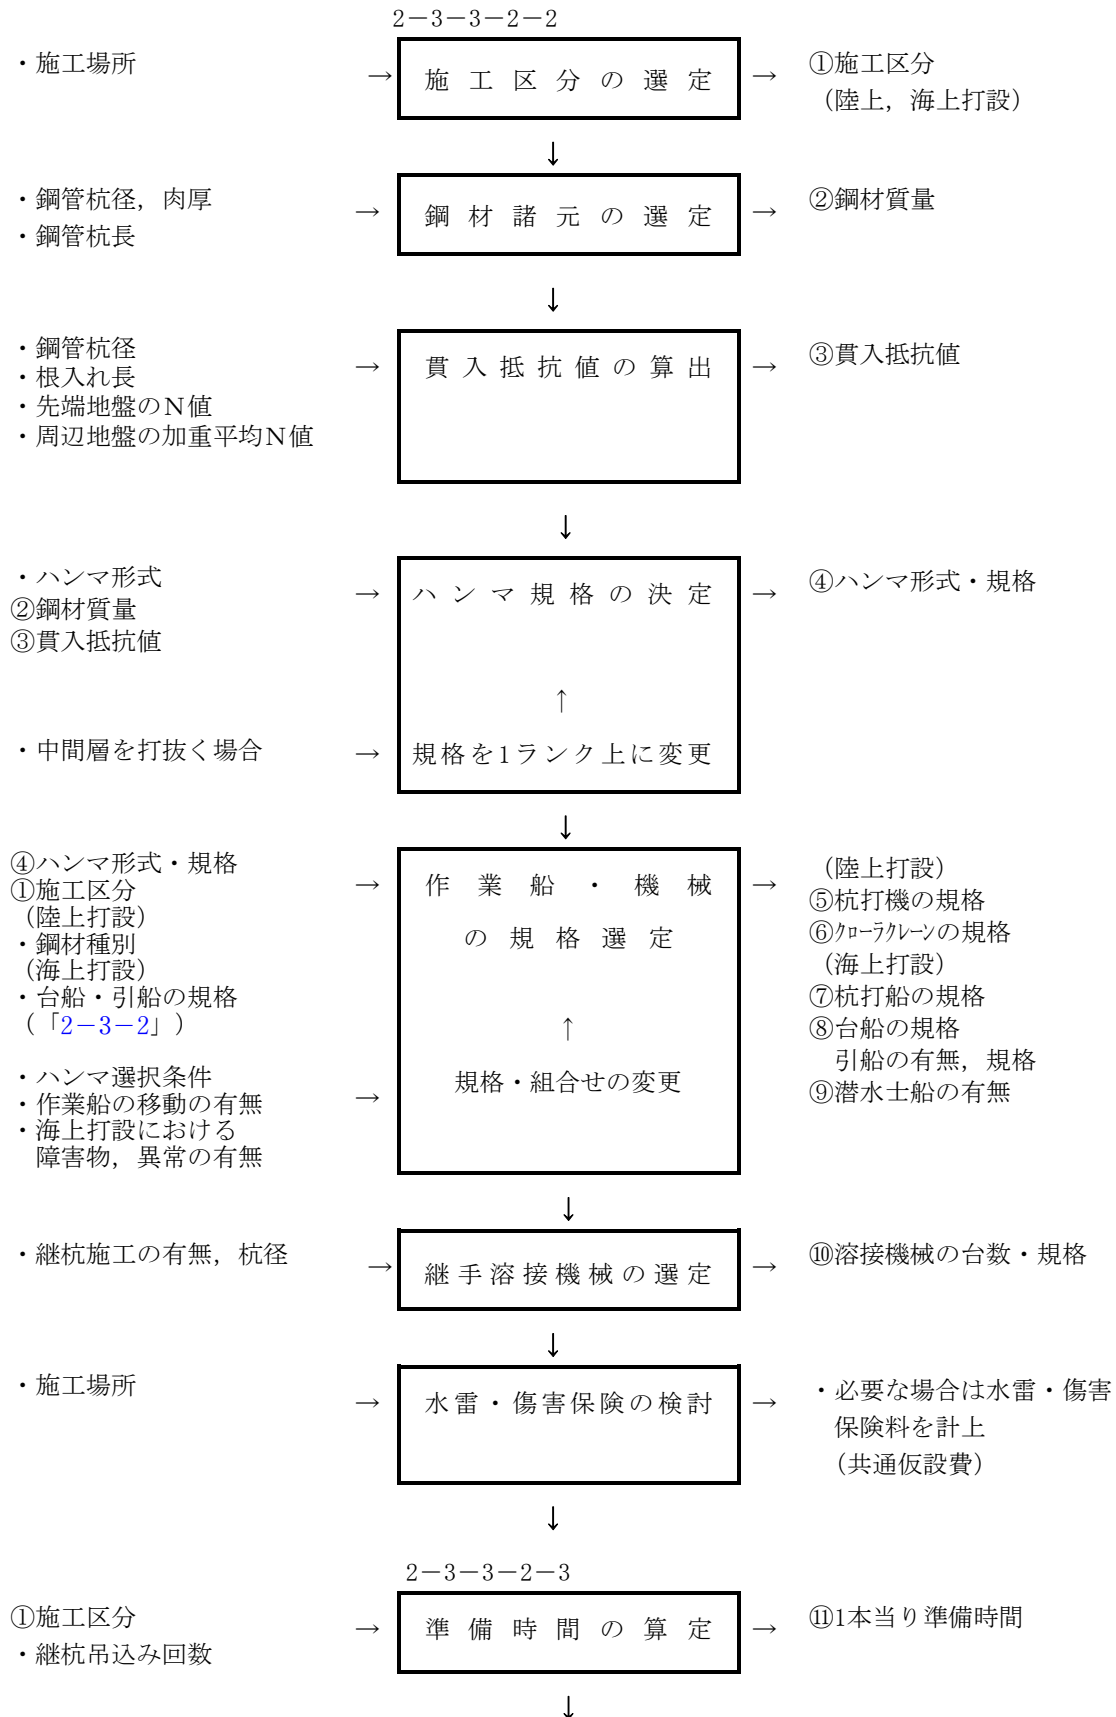 2－3－3－2－2
・施工場所
→
施工区分の選定
→
①施工区分
（陸上，海上打設）
↓
・鋼管杭径，肉厚
・鋼管杭長
→
鋼材諸元の選定
→
②鋼材質量
↓
・鋼管杭径
・根入れ長
・先端地盤のＮ値
・周辺地盤の加重平均Ｎ値
→
貫入抵抗値の算出
→
③貫入抵抗値
↓
・ハンマ形式
②鋼材質量
③貫入抵抗値
→
ハンマ規格の決定
→
④ハンマ形式・規格
↑
・中間層を打抜く場合
→
規格を1ランク上に変更
↓
④ハンマ形式・規格
①施工区分
（陸上打設）
・鋼材種別
（海上打設）
・台船・引船の規格
（「2－3－2」）
・ハンマ選択条件
・作業船の移動の有無
・海上打設における
障害物，異常の有無
→
→
作業船・機械
の規格選定
↑
規格・組合せの変更
→
（陸上打設）
⑤杭打機の規格
⑥ｸﾛｰﾗｸﾚｰﾝの規格
（海上打設）
⑦杭打船の規格
⑧台船の規格
引船の有無，規格
⑨潜水士船の有無
↓
・継杭施工の有無，杭径
→
継手溶接機械の選定
→
⑩溶接機械の台数・規格
↓
・施工場所
→
水雷・傷害保険の検討
→
・必要な場合は水雷・傷害
保険料を計上
（共通仮設費）
↓
2－3－3－2－3
①施工区分
・継杭吊込み回数
→
準備時間の算定
→
⑪1本当り準備時間
↓